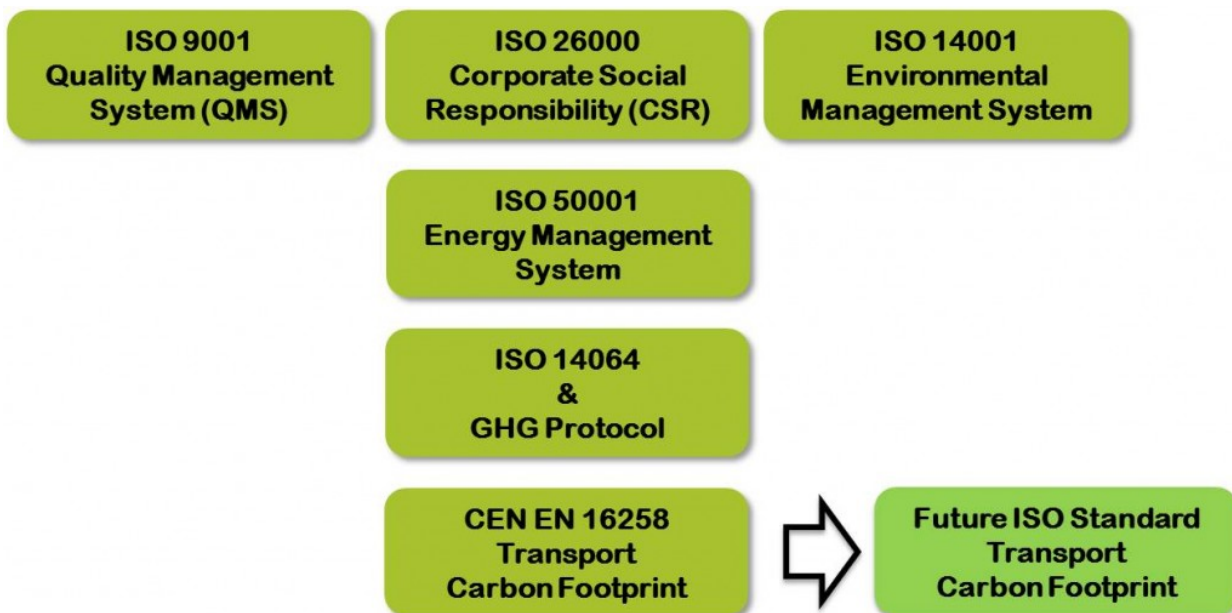 ISO 9001
Quality Management
System (QMS)
ISO 26000
Corporate Social
Responsibility (CSR)
ISO 14001
Environmental
Management System
ISO 50001
Energy Management
System
ISO 14064
&
GHG Protocol
CEN EN 16258
Transport
Carbon Footprint
Future ISO Standard
Transport
Carbon Footprint